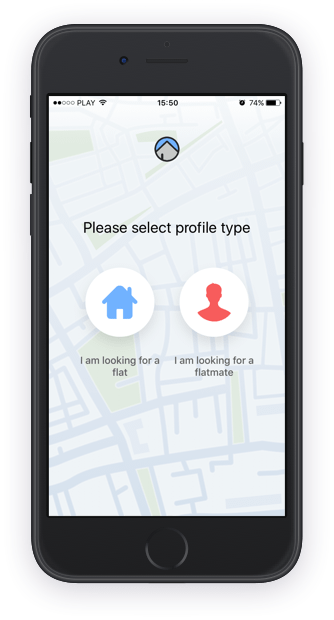 PLAY 15:50 74%
Please select profile type
I am looking for a flat
I am looking for a flatmate